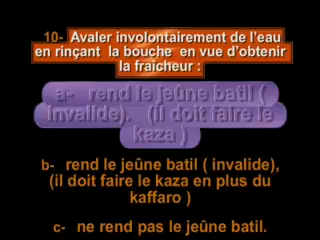 10- Avaler involontairement de l'eau
en rinçant la bouche en vue d'obtenir
la fraîcheur :
a- rend le jeûne batil (
invalide). (il doit faire le
kaza )
b- rend le jeûne batil ( invalide),
(il doit faire le kaza en plus du
kaffaro )
c- ne rend pas le jeûne batil.